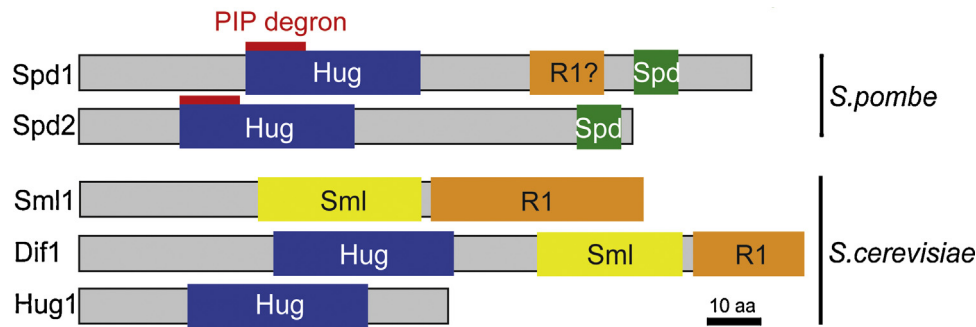 PIP degron
Spd1 Hug R1? Spd
Spd2 Hug Spd
S.pombe
Sml1 Sml R1
Dif1 Hug Sml R1
Hug1 Hug
S.cerevisiae
10 aa